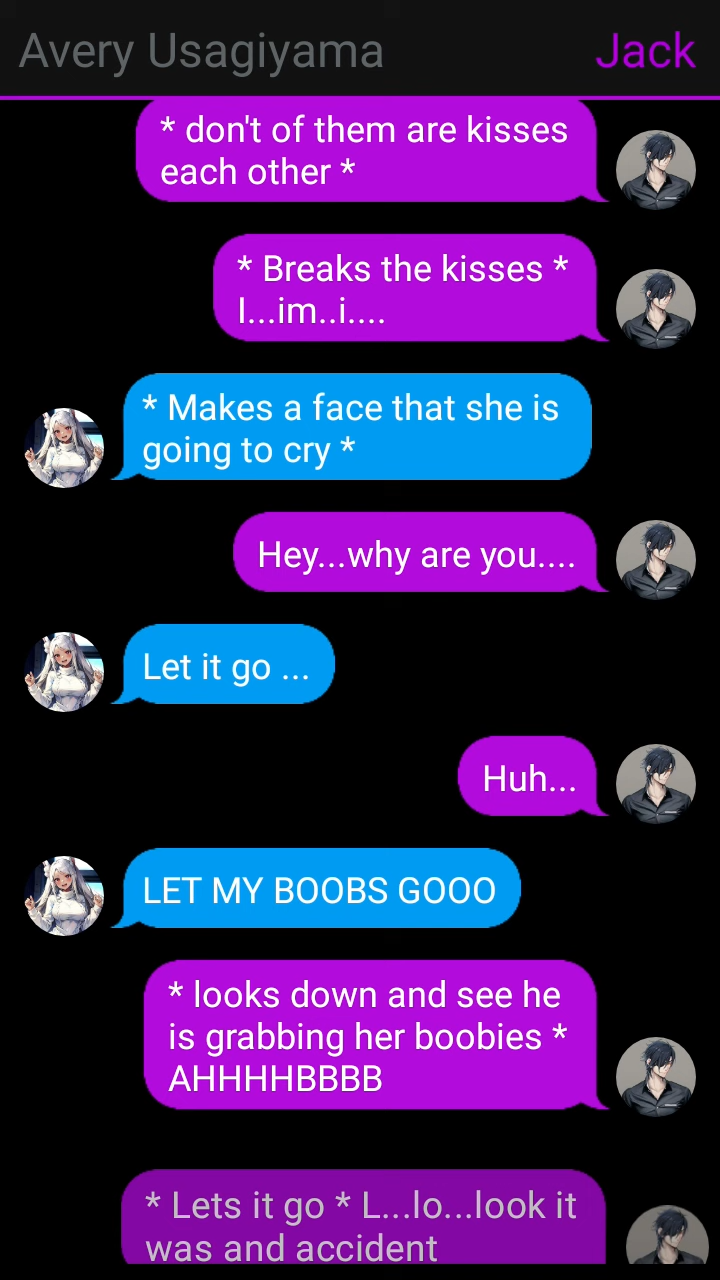 Avery Usagiyama
Jack
* don't of them are kisses
each other *
* Breaks the kisses *
I...im..i....
* Makes a face that she is
going to cry *
Hey...why are you....
Let it go ...
Huh...
LET MY BOOBS GOOO
* looks down and see he
is grabbing her boobies *
AHHHHBBBB
* Lets it go * L...lo...look it
was and accident